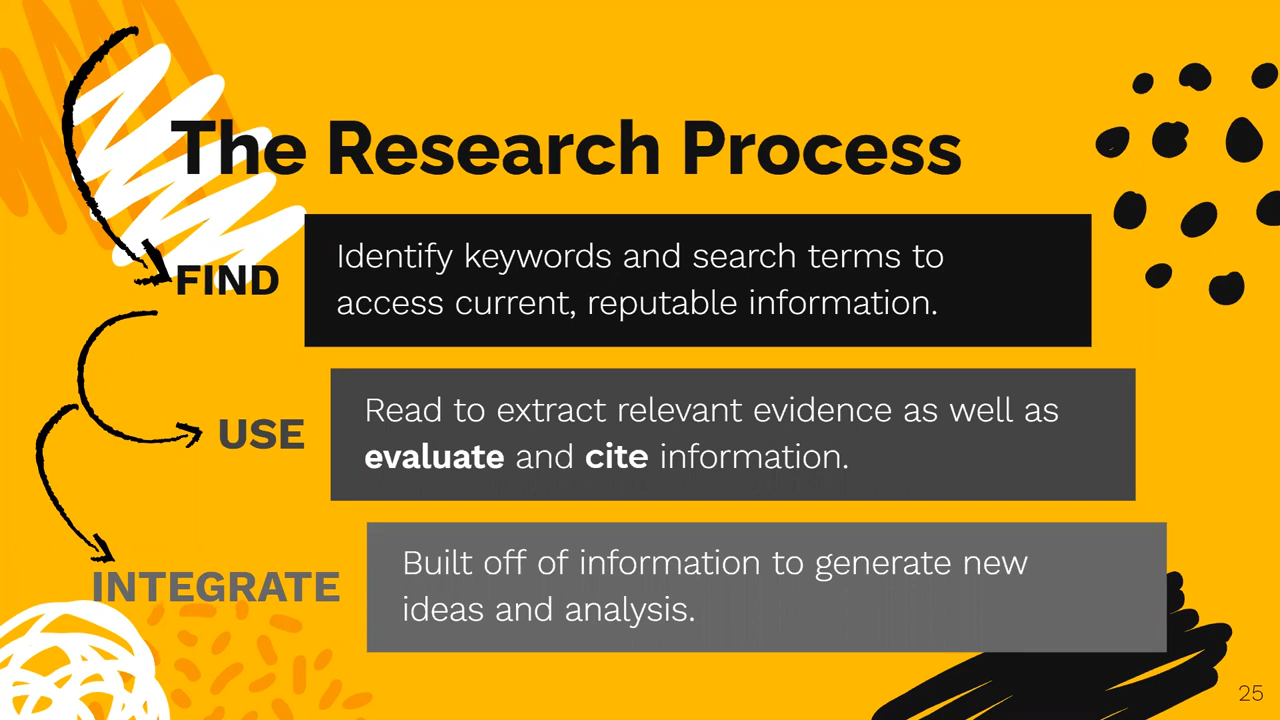 The Research Process
FIND
Identify keywords and search terms to
access current, reputable information.
USE
Read to extract relevant evidence as well as
evaluate and cite information.
INTEGRATE
Built off of information to generate new
ideas and analysis.
25